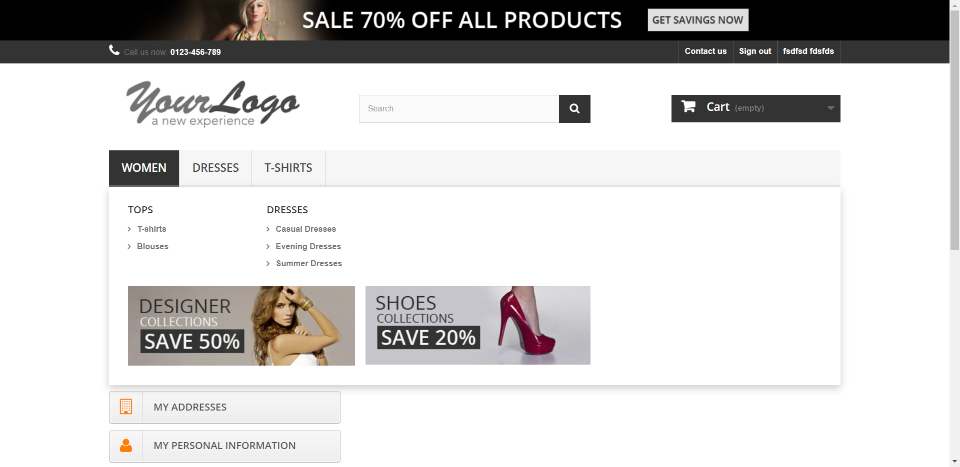 SALE 70% OFF ALL PRODUCTS GET SAVINGS NOW
Call us now: 0123-456-789 Contact us Sign out fsdfsd fdsfds
YourLogo
a new experience
Search
Cart (empty)
WOMEN DRESSES T-SHIRTS
TOPS DRESSES
T-shirts Casual Dresses
Blouses Evening Dresses
Summer Dresses
DESIGNER
COLLECTIONS
SAVE 50%
SHOES
COLLECTIONS
SAVE 20%
MY ADDRESSES
MY PERSONAL INFORMATION